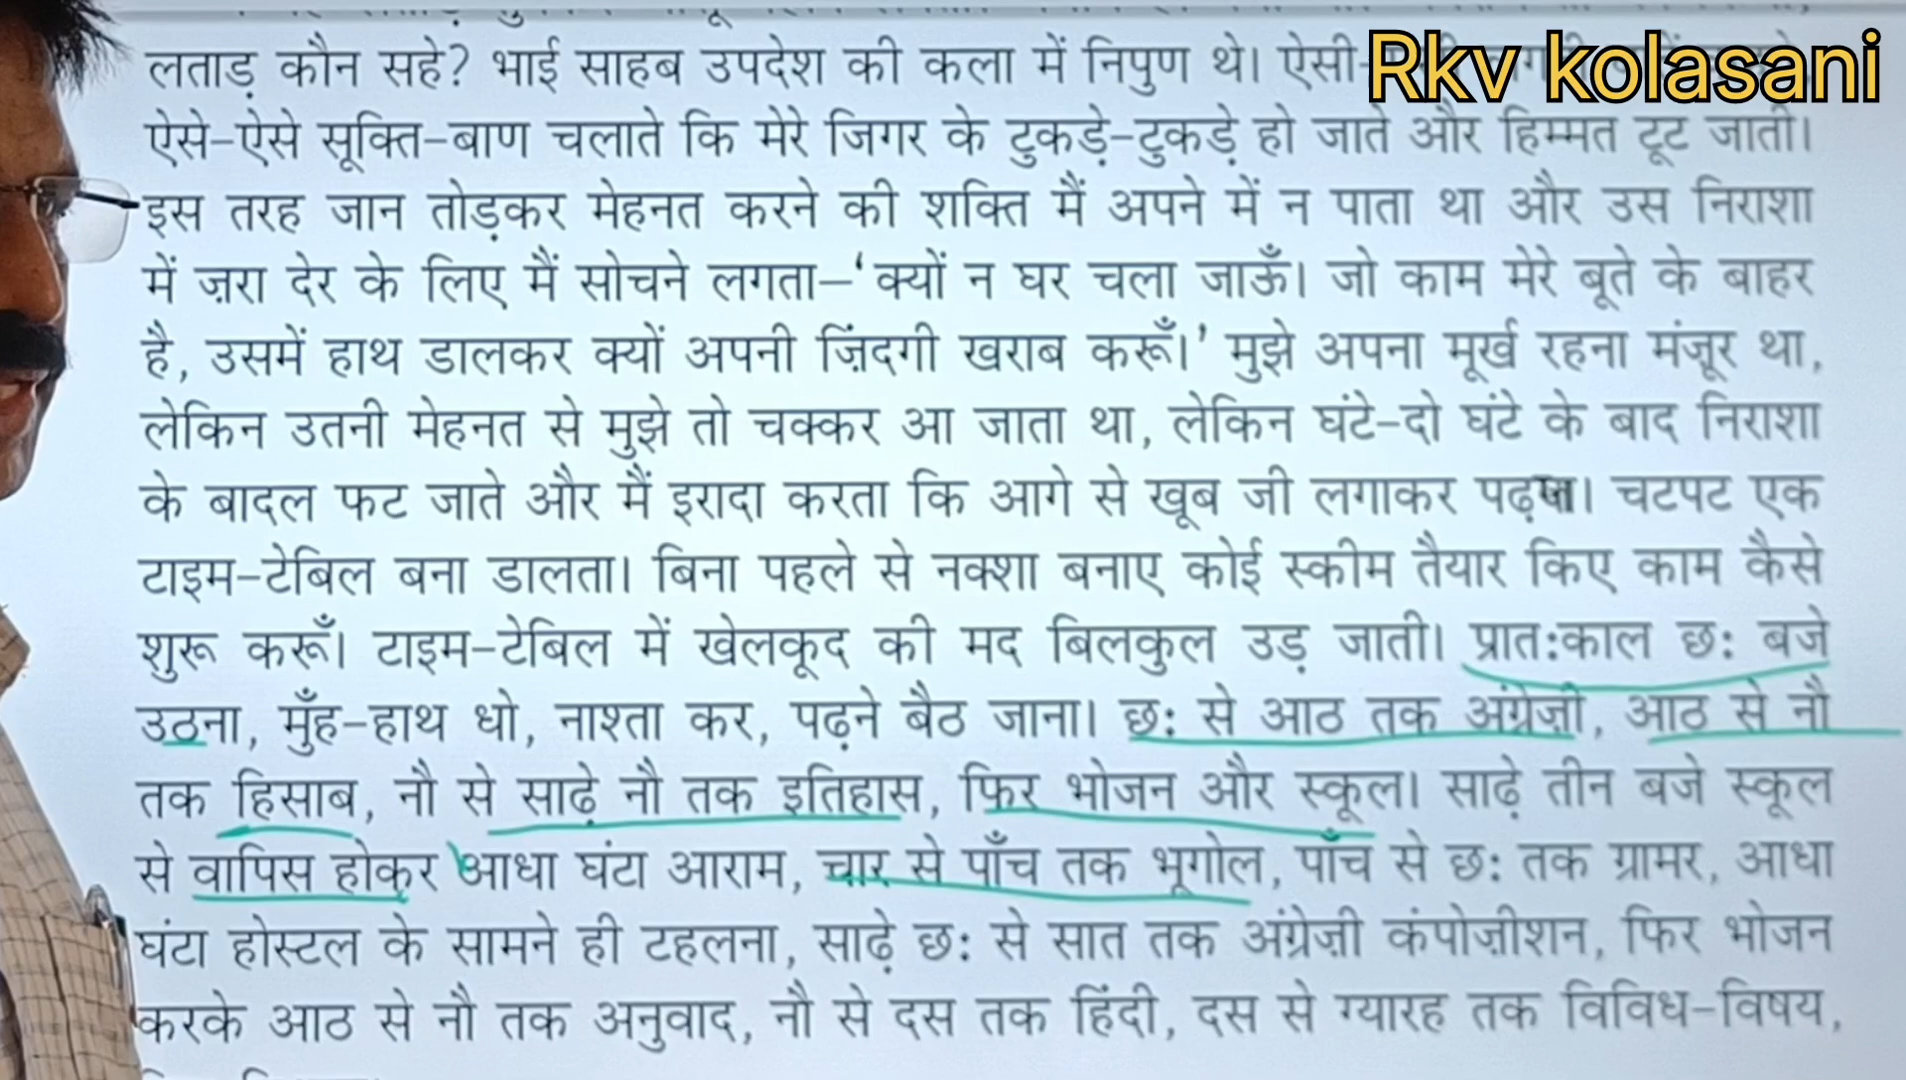 लताड़ कौन सहे? भाई साहब उपदेश की कला में निपुण थे। ऐसी-
Rkv kolasani
ऐसे-ऐसे सूक्ति-बाण चलाते कि मेरे जिगर के टुकड़े-टुकड़े हो जाते और हिम्मत टूट जाती।
इस तरह जान तोड़कर मेहनत करने की शक्ति मैं अपने में न पाता था और उस निराशा
में ज़रा देर के लिए मैं सोचने लगता—‘क्यों न घर चला जाऊँ। जो काम मेरे बूते के बाहर
है, उसमें हाथ डालकर क्यों अपनी ज़िंदगी खराब करूँ।’ मुझे अपना मूर्ख रहना मंज़ूर था,
लेकिन उतनी मेहनत से मुझे तो चक्कर आ जाता था, लेकिन घंटे-दो घंटे के बाद निराशा
के बादल फट जाते और मैं इरादा करता कि आगे से खूब जी लगाकर चटपट एक
टाइम-टेबिल बना डालता। बिना पहले से नक्शा बनाए कोई स्कीम तैयार किए काम कैसे
शुरू करूँ। टाइम-टेबिल में खेलकूद की मद बिलकुल उड़ जाती। प्रात:काल छ: बजे
उठना, मुँह-हाथ धो, नाश्ता कर, पढ़ने बैठ जाना। छ: से आठ तक अंग्रेज़ी, आठ से नौ
तक हिसाब, नौ से साढ़े नौ तक इतिहास, फिर भोजन और स्कूल। साढ़े तीन बजे स्कूल
से वापिस होकर आधा घंटा आराम, चार से पाँच तक भूगोल, पाँच से छ: तक ग्रामर, आधा
घंटा होस्टल के सामने ही टहलना, साढ़े छ: से सात तक अंग्रेज़ी कंपोज़ीशन, फिर भोजन
करके आठ से नौ तक अनुवाद, नौ से दस तक हिंदी, दस से ग्यारह तक विविध-विषय,